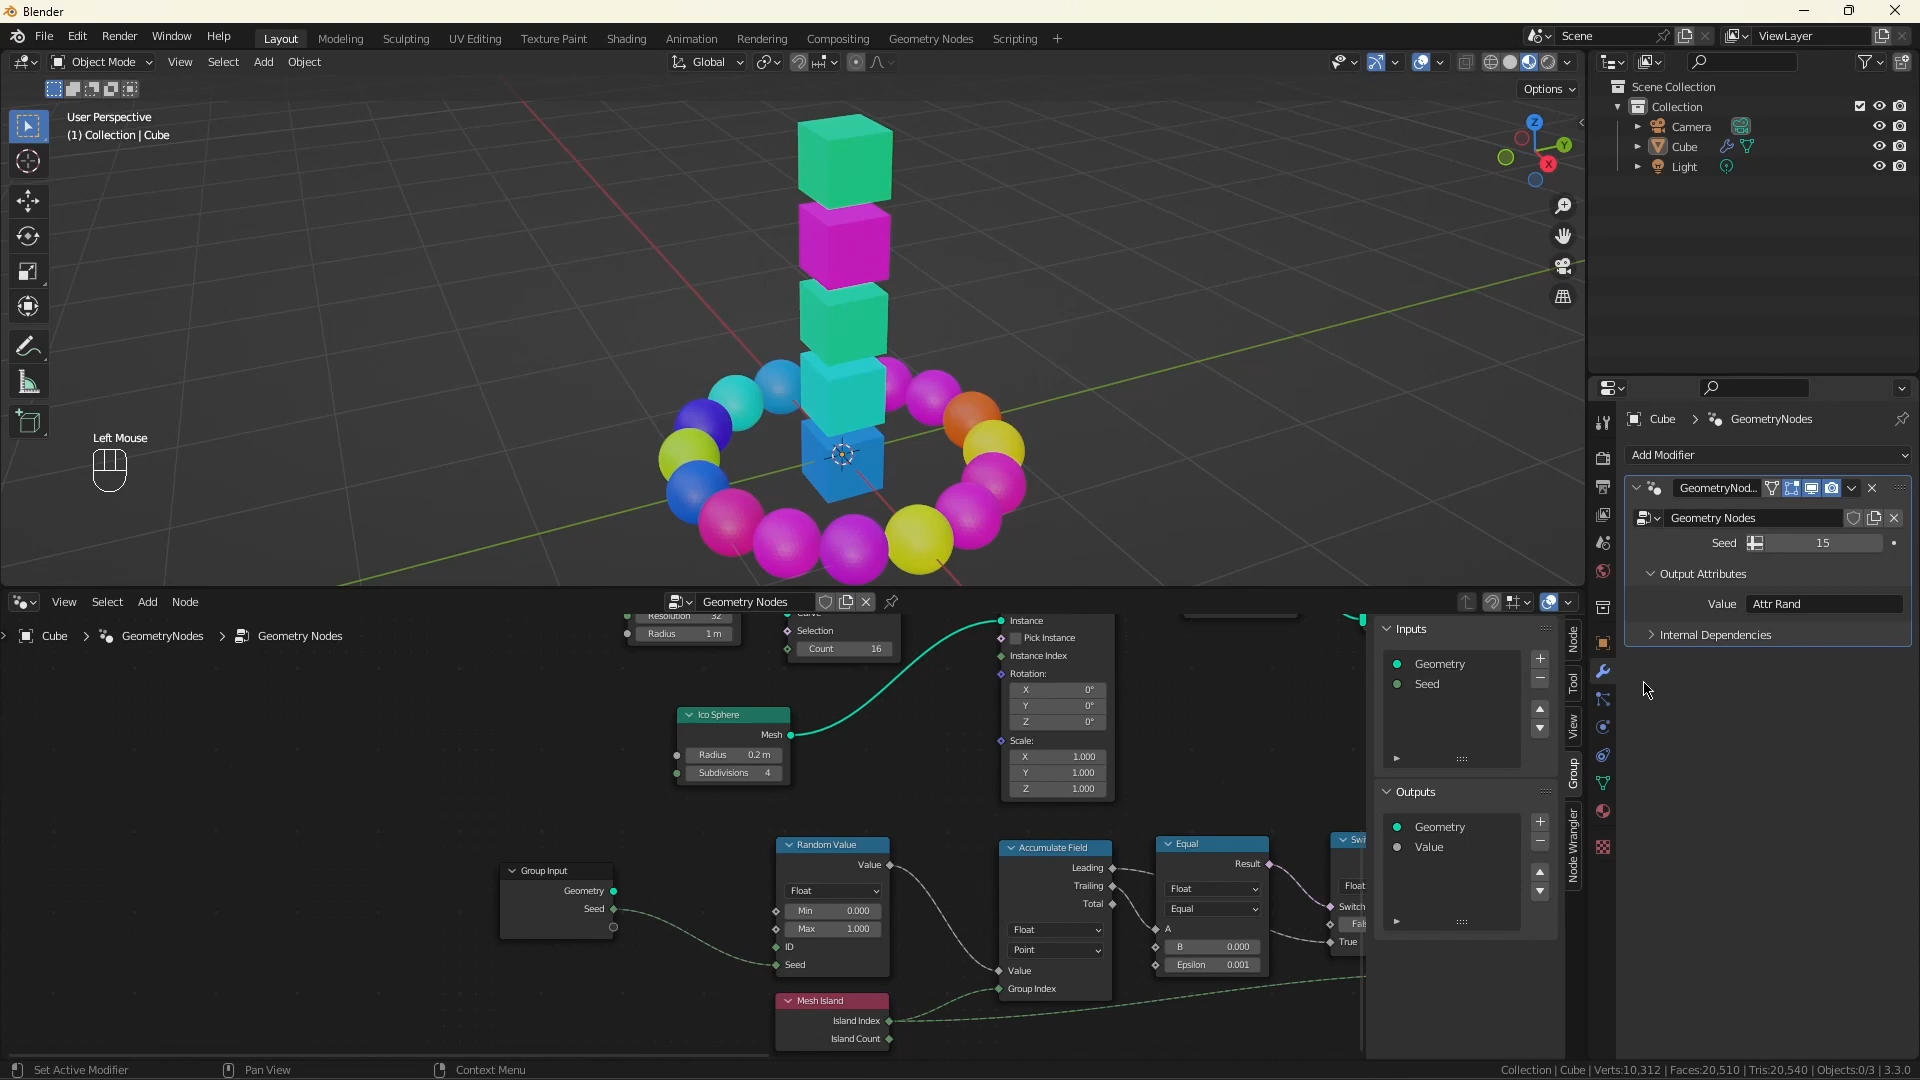 Blender
File Edit Render Window Help Layout Modeling Sculpting UV Editing Texture Paint Shading Animation Rendering Compositing Geometry Nodes Scripting + Scene ViewLayer
Object Mode View Select Add Object Global
Options
User Perspective
(1) Collection | Cube
Z
Y
X
Left Mouse
Scene Collection
Collection
Camera
Cube
Light
Cube > GeometryNodes
Add Modifier
GeometryNod...
Geometry Nodes
Seed 15
Output Attributes
Value Attr Rand
Internal Dependencies
View Select Add Node Geometry Nodes
Cube > GeometryNodes > Geometry Nodes
Resolution 32
Radius 1 m
Curve
Selection
Count 16
Instance
Pick Instance
Instance Index
Rotation:
X 0°
Y 0°
Z 0°
Scale:
X 1.000
Y 1.000
Z 1.000
Ico Sphere
Mesh
Radius 0.2 m
Subdivisions 4
Group Input
Geometry
Seed
Random Value
Value
Float
Min 0.000
Max 1.000
ID
Seed
Mesh Island
Island Index
Island Count
Accumulate Field
Leading
Trailing
Total
Float
Point
Value
Group Index
Equal
Result
Float
Equal
A
B 0.000
Epsilon 0.001
Swi
Float
Switch
Fal
True
Inputs
Geometry
Seed
Outputs
Geometry
Value
Node
Tool
View
Group
Node Wrangler
Set Active Modifier Pan View Context Menu Collection | Cube | Verts:10,312 | Faces:20,510 | Tris:20,540 | Objects:0/3 | 3.3.0